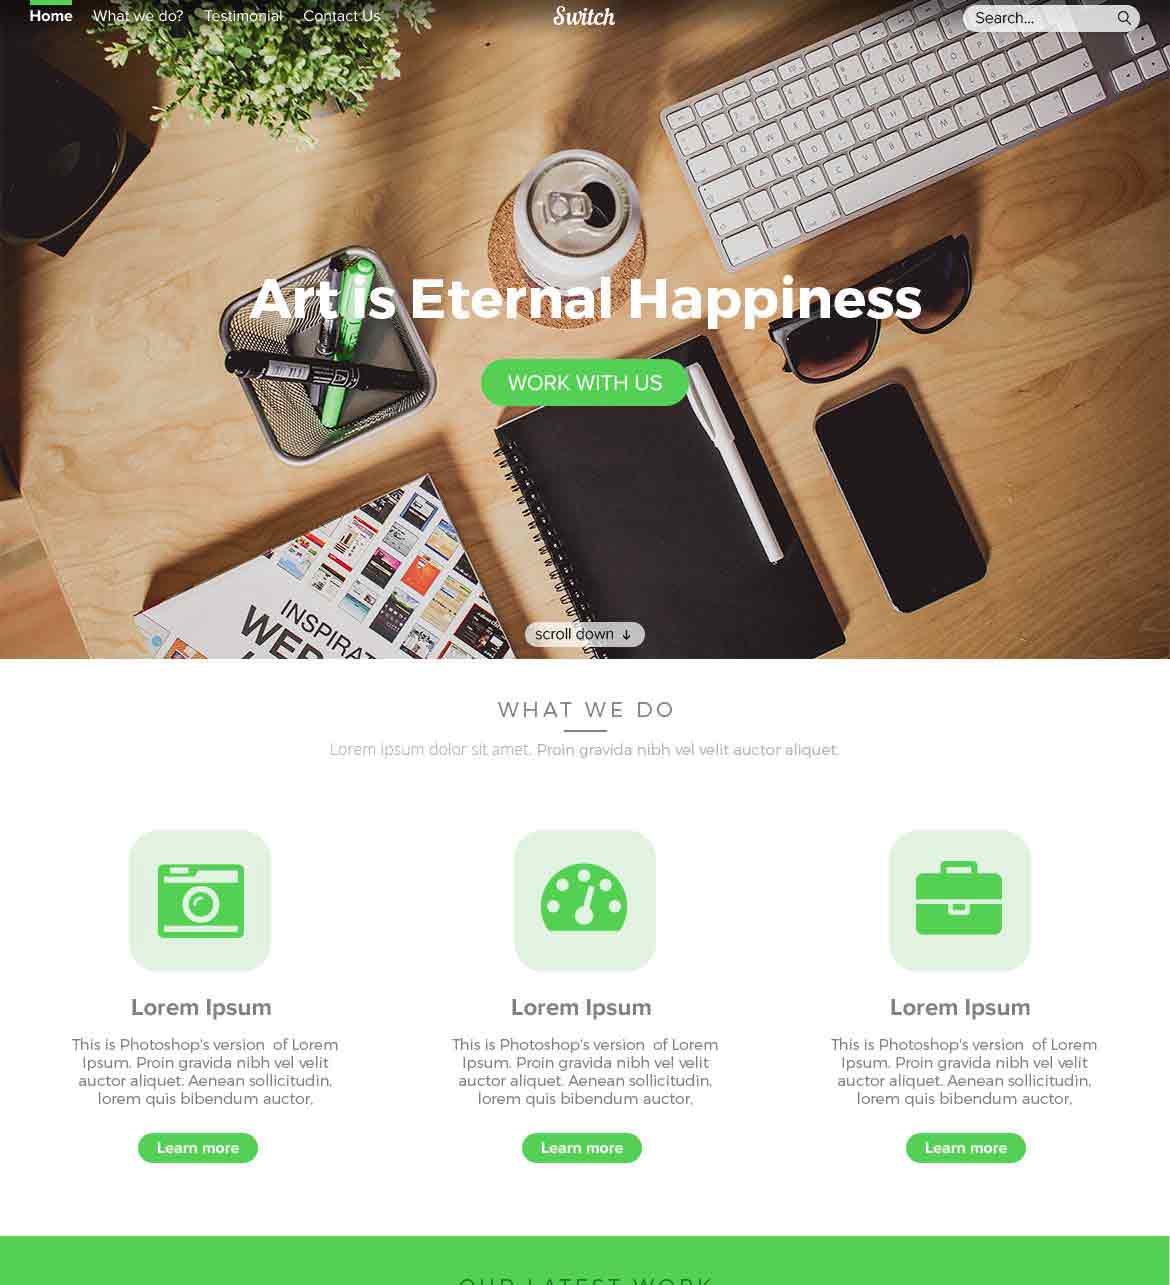 Home What we do? Testimonial Contact Us
Switch
Search...
Art is Eternal Happiness
WORK WITH US
INSPIRAT
WEB
scroll down ↓
WHAT WE DO
Lorem ipsum dolor sit amet. Proin gravida nibh vel velit auctor aliquet.
Lorem Ipsum
This is Photoshop's version of Lorem
Ipsum. Proin gravida nibh vel velit
auctor aliquet. Aenean sollicitudin,
lorem quis bibendum auctor,
Learn more
Lorem Ipsum
This is Photoshop's version of Lorem
Ipsum. Proin gravida nibh vel velit
auctor aliquet. Aenean sollicitudin,
lorem quis bibendum auctor,
Learn more
Lorem Ipsum
This is Photoshop's version of Lorem
Ipsum. Proin gravida nibh vel velit
auctor aliquet. Aenean sollicitudin,
lorem quis bibendum auctor,
Learn more
OUR LATEST WORK